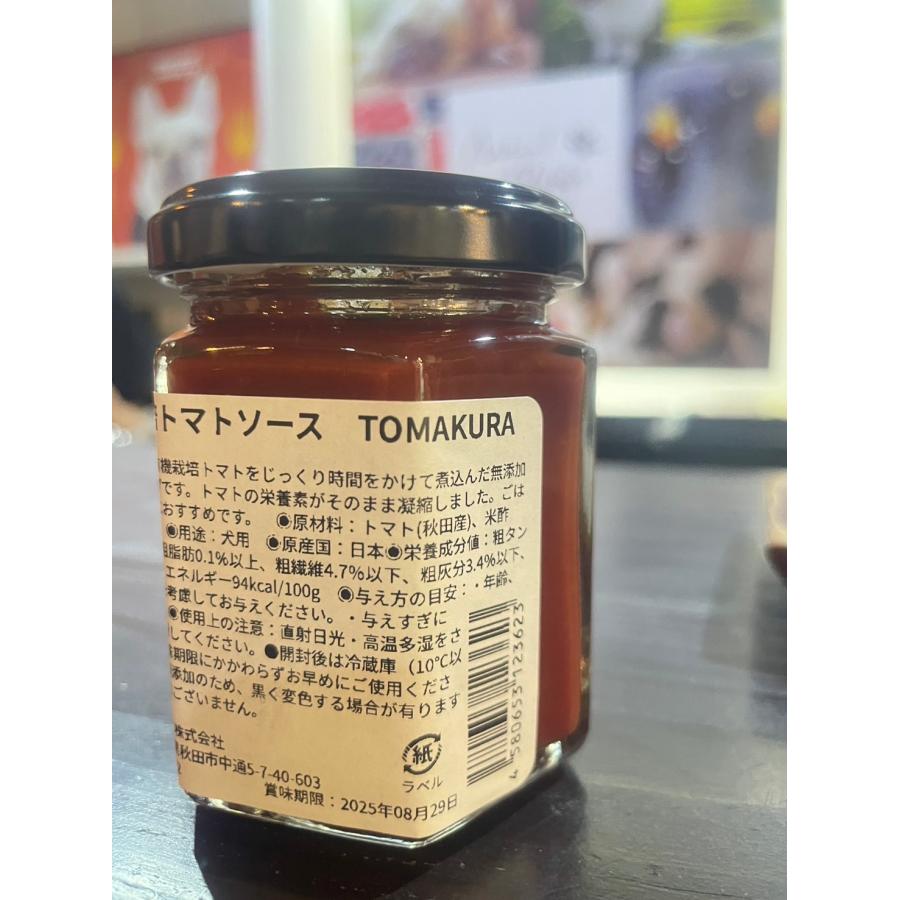 トマトソース　TOMAKURA
機栽培トマトをじっくり時間をかけて煮込んだ無添加
です。トマトの栄養素がそのまま凝縮しました。ごは
おすすめです。　◉原材料：トマト(秋田産)、米酢
◉用途：犬用　◉原産国：日本◉栄養成分値：粗タン
脂肪0.1%以上、粗繊維4.7%以下、粗灰分3.4%以下、
エネルギー94kcal/100g　◉与え方の目安：・年齢、
考慮してお与えください。・与えすぎに
◉使用上の注意：直射日光・高温多湿をさ
してください。●開封後は冷蔵庫（10℃以
期限にかかわらずお早めにご使用くださ
添加のため、黒く変色する場合が有ります
ございません。
株式会社
秋田市中通5-7-40-603
賞味期限：2025年08月29日
紙
ラベル
4580653123623